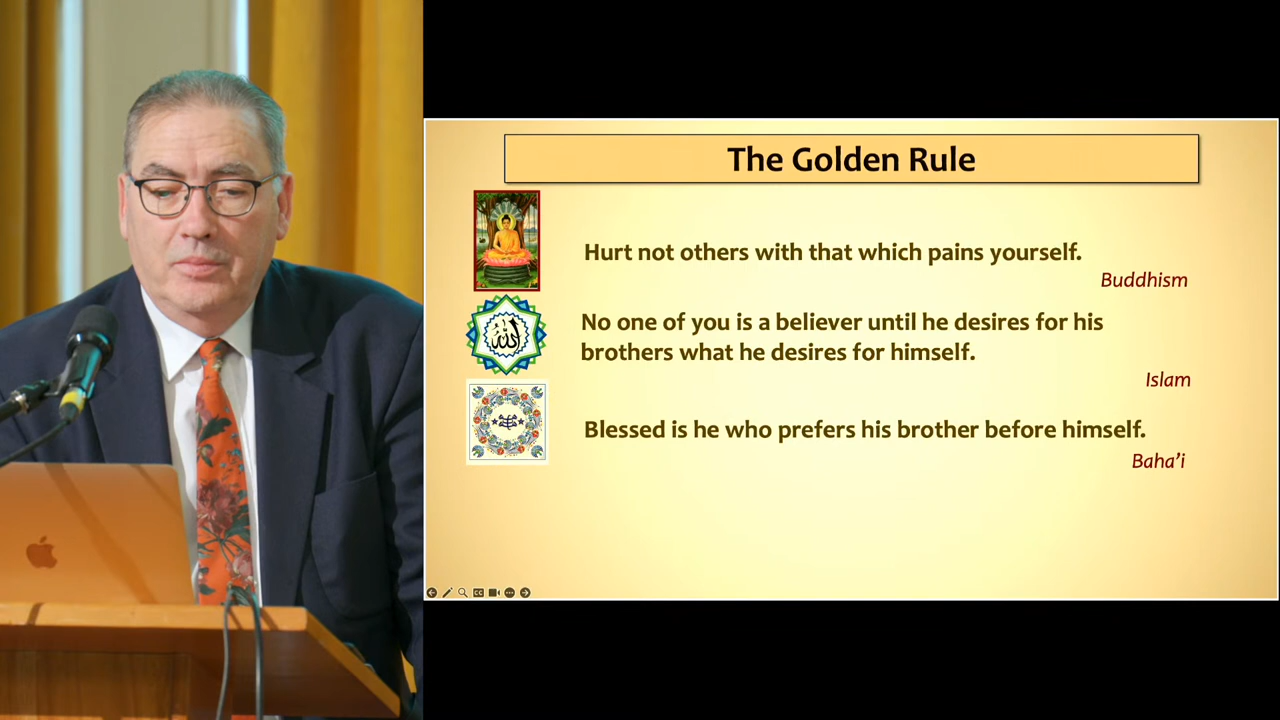 The Golden Rule
Hurt not others with that which pains yourself.
Buddhism
No one of you is a believer until he desires for his
brothers what he desires for himself.
Islam
Blessed is he who prefers his brother before himself.
Baha'i
الله